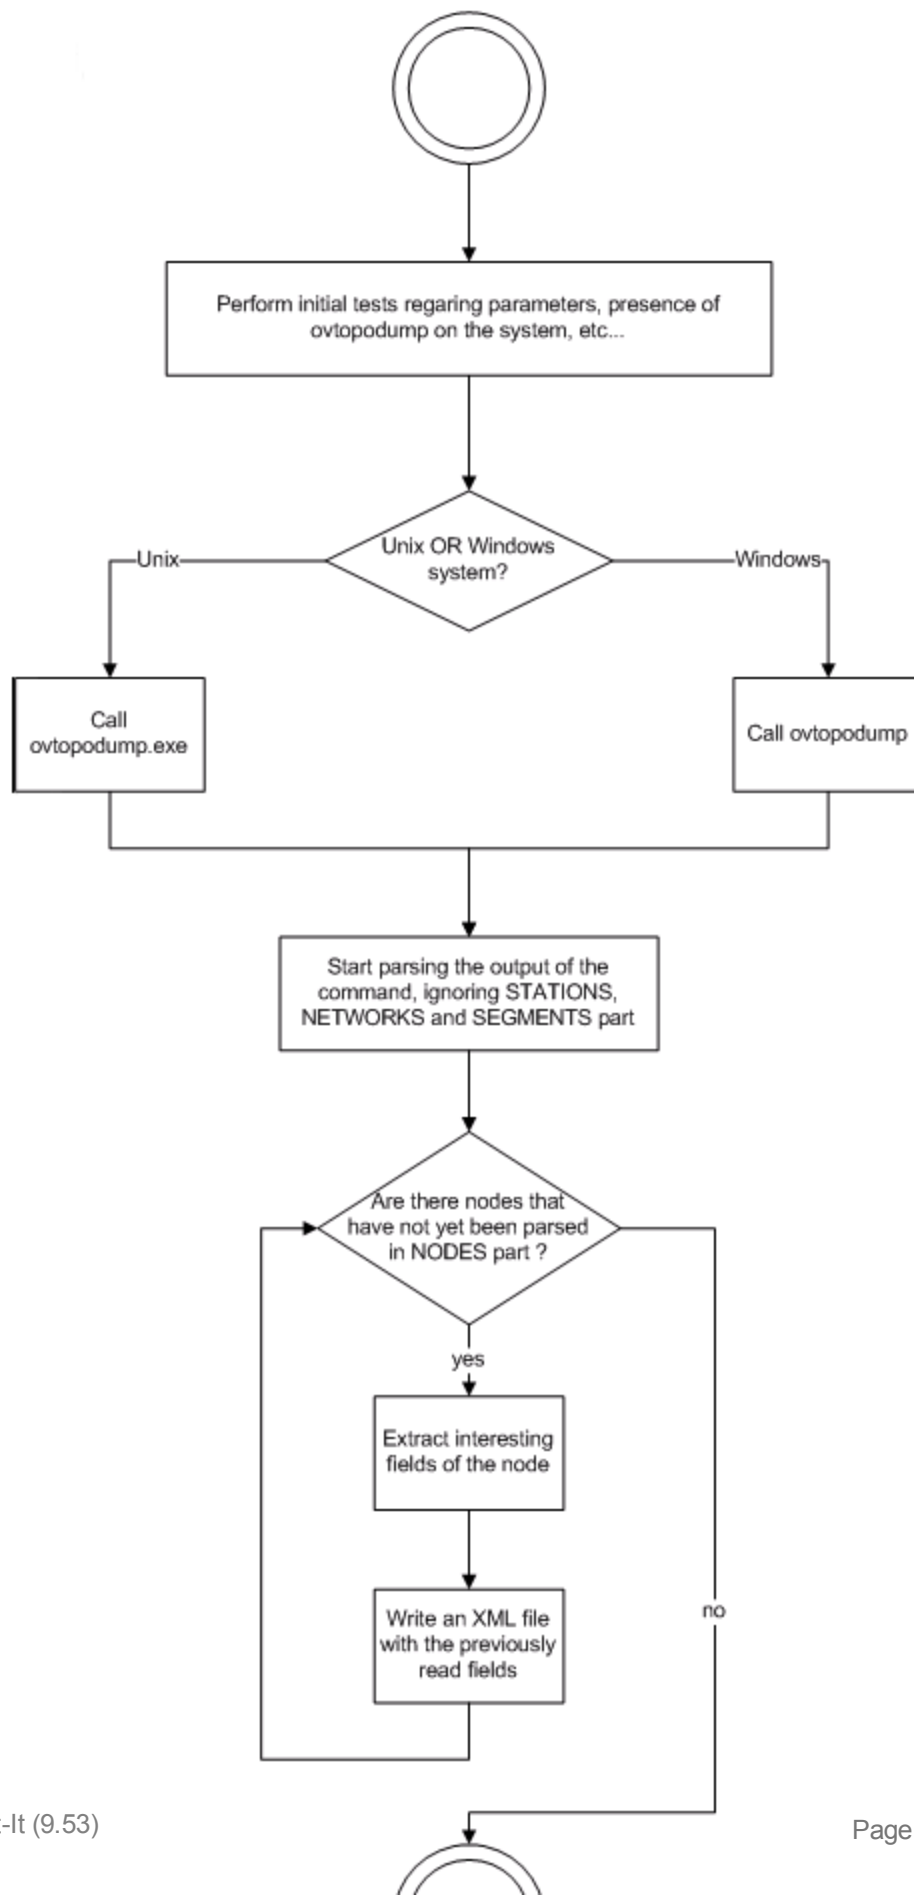 Perform initial tests regaring parameters, presence of
ovtopodump on the system, etc...
Unix OR Windows
system?
Unix
Windows
Call
ovtopodump.exe
Call ovtopodump
Start parsing the output of the
command, ignoring STATIONS,
NETWORKS and SEGMENTS part
Are there nodes that
have not yet been parsed
in NODES part ?
yes
Extract interesting
fields of the node
no
Write an XML file
with the previously
read fields
-It (9.53)
Page